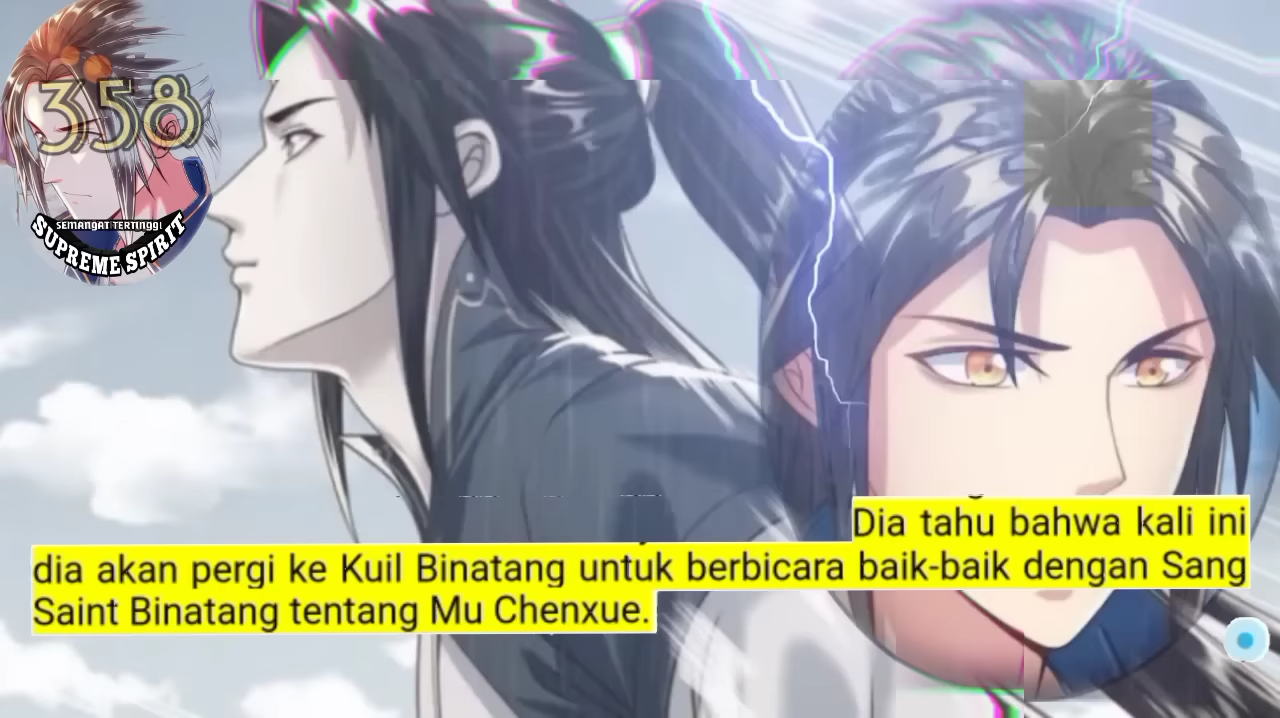 358
SEMANGAT TERTINGGI
SUPREME SPIRIT
Dia tahu bahwa kali ini
dia akan pergi ke Kuil Binatang untuk berbicara baik-baik dengan Sang
Saint Binatang tentang Mu Chenxue.